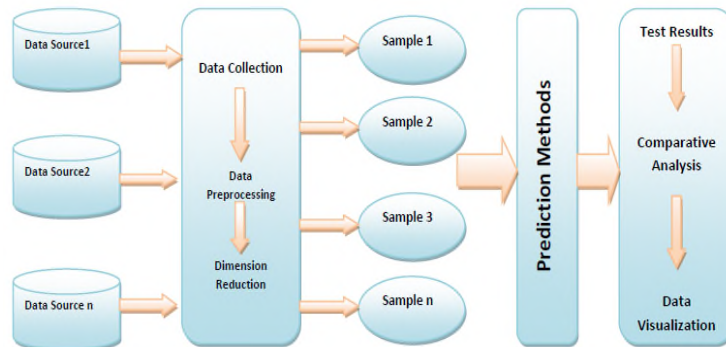 Data Source1
Data Source2
Data Source n
Data Collection
Data
Preprocessing
Dimension
Reduction
Sample 1
Sample 2
Sample 3
Sample n
Prediction Methods
Test Results
Comparative
Analysis
Data
Visualization